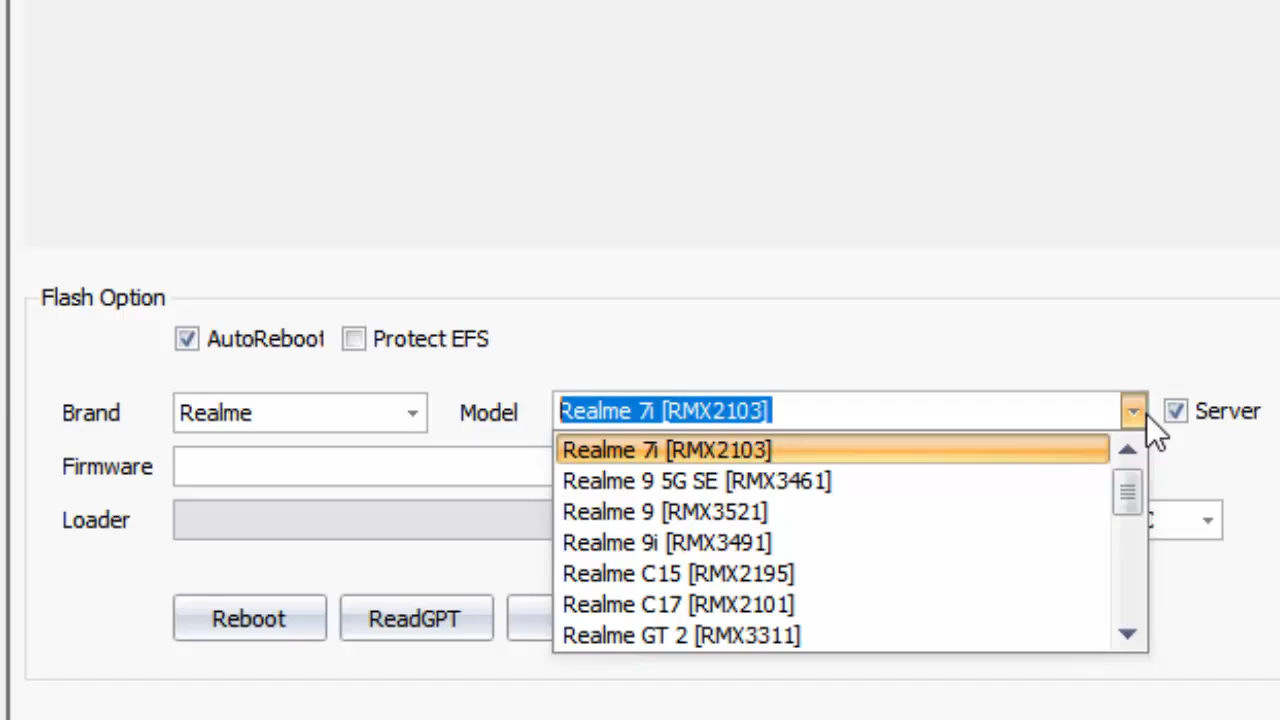 Flash Option
AutoReboot Protect EFS
Brand Realme Model Realme 7i [RMX2103] Server
Realme 7i [RMX2103]
Firmware
Realme 9 5G SE [RMX3461]
Realme 9 [RMX3521]
Loader
Realme 9i [RMX3491]
Realme C15 [RMX2195]
Realme C17 [RMX2101]
Reboot ReadGPT
Realme GT 2 [RMX3311]